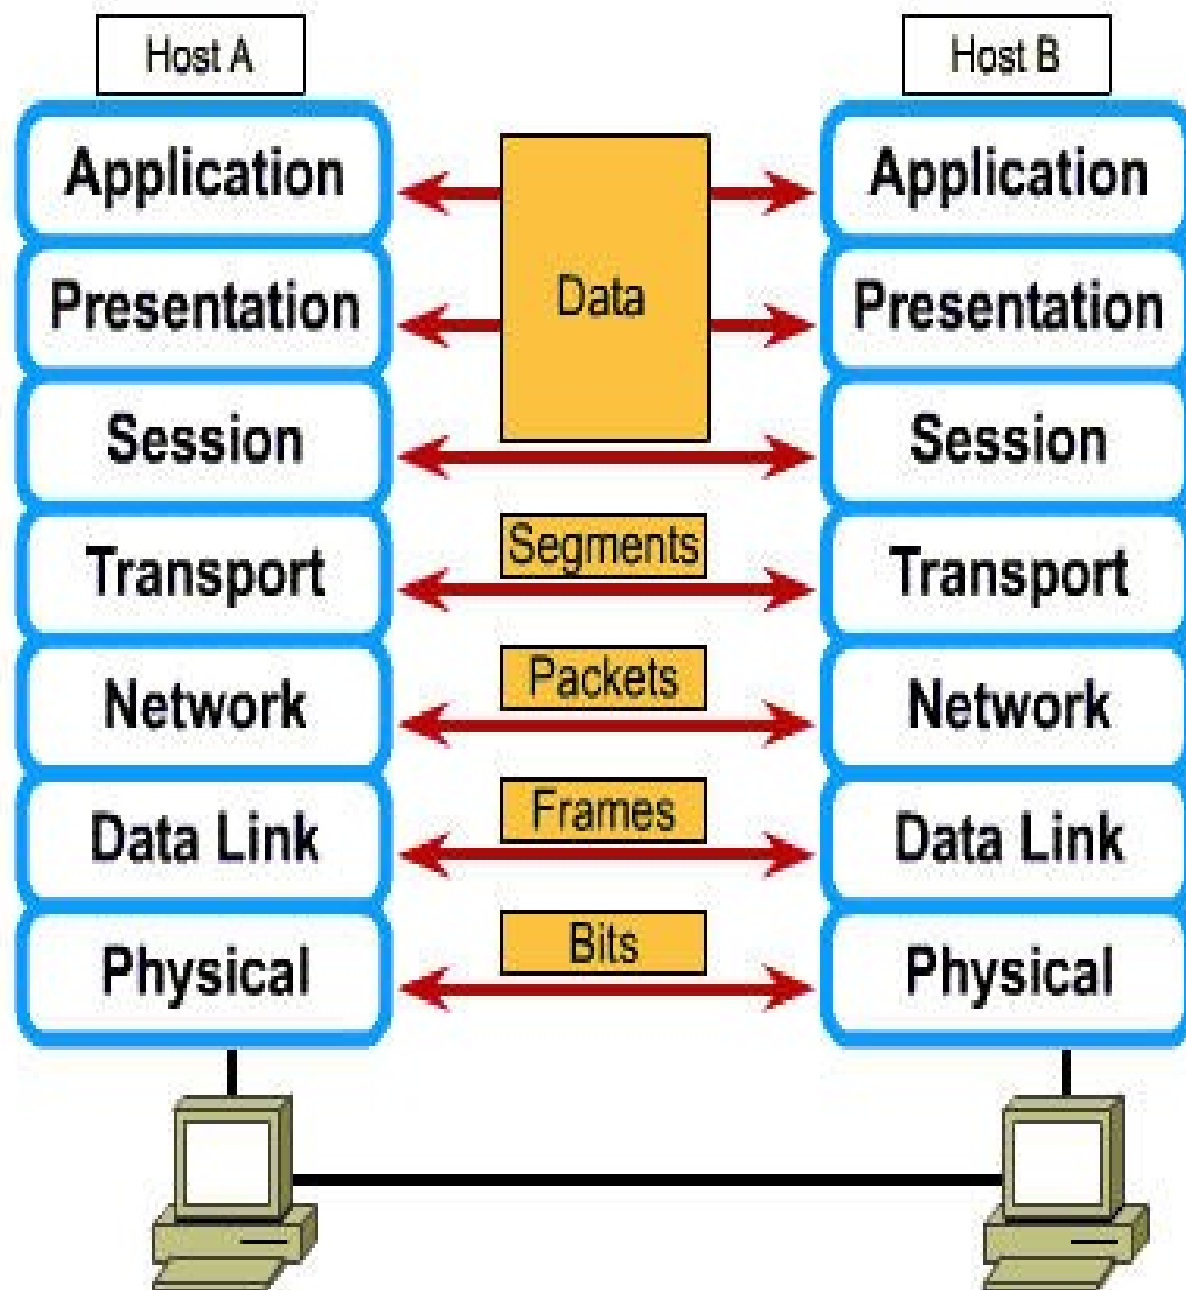 Host A
Host B
Application
Application
Presentation
Data
Presentation
Session
Session
Transport
Segments
Transport
Network
Packets
Network
Data Link
Frames
Data Link
Physical
Bits
Physical